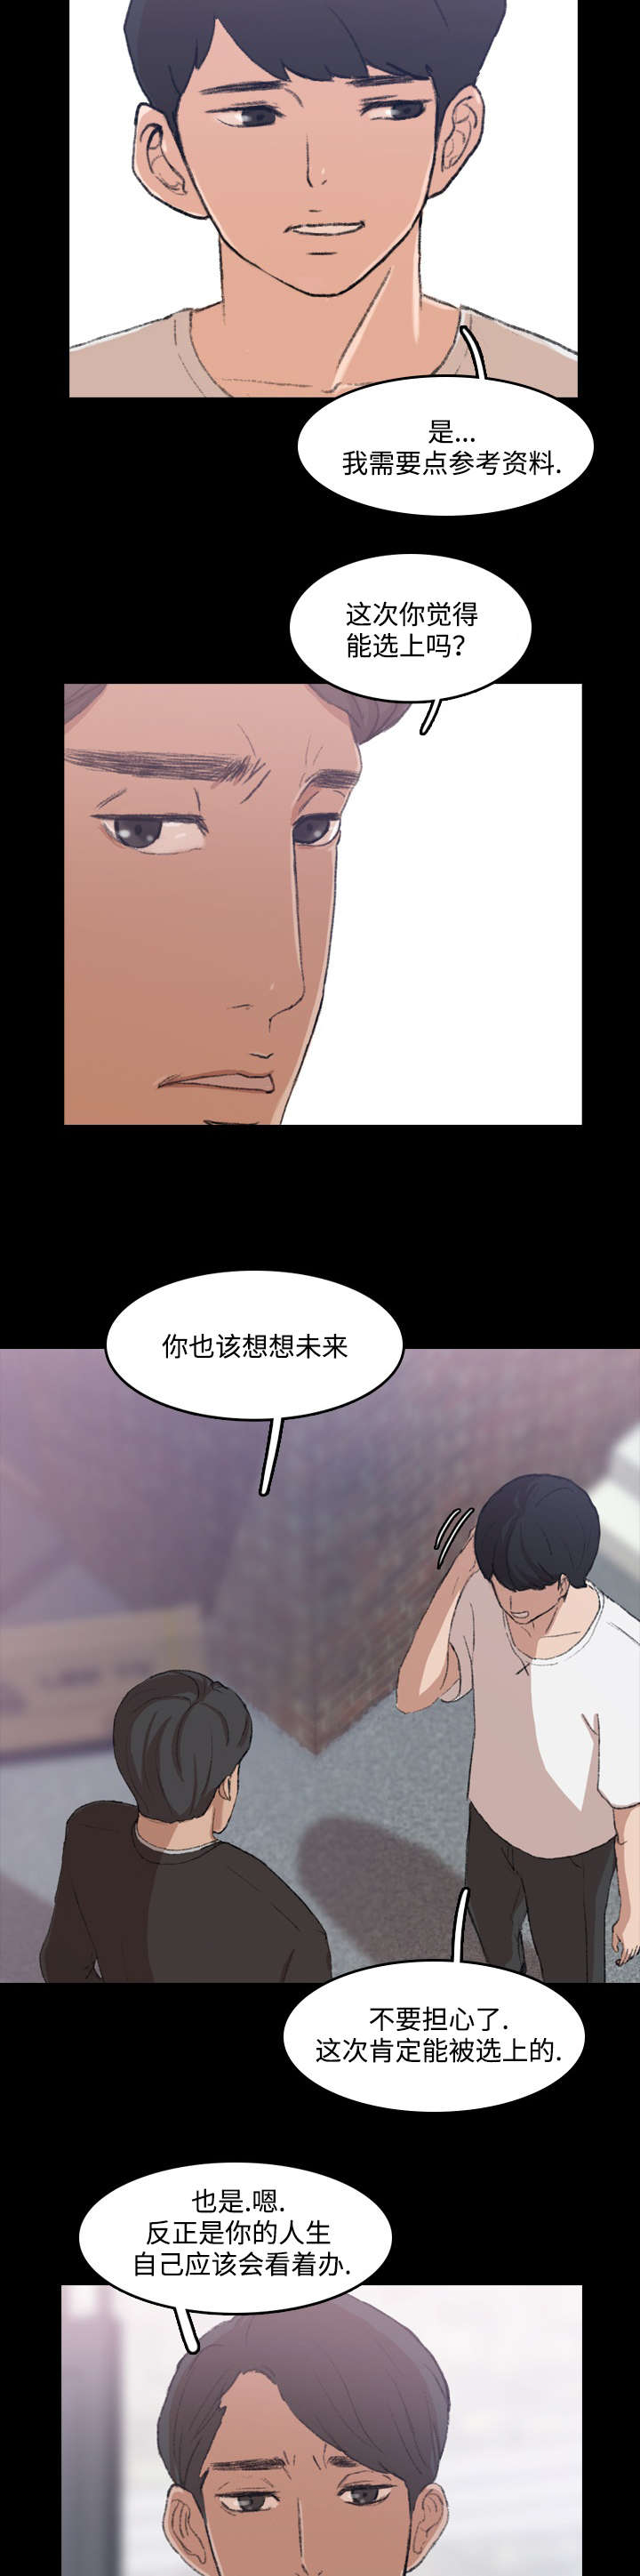 是...
我需要点参考资料.
这次你觉得
能选上吗?
你也该想想未来
不要担心了.
这次肯定能被选上的.
也是.嗯.
反正是你的人生
自己应该会看着办.